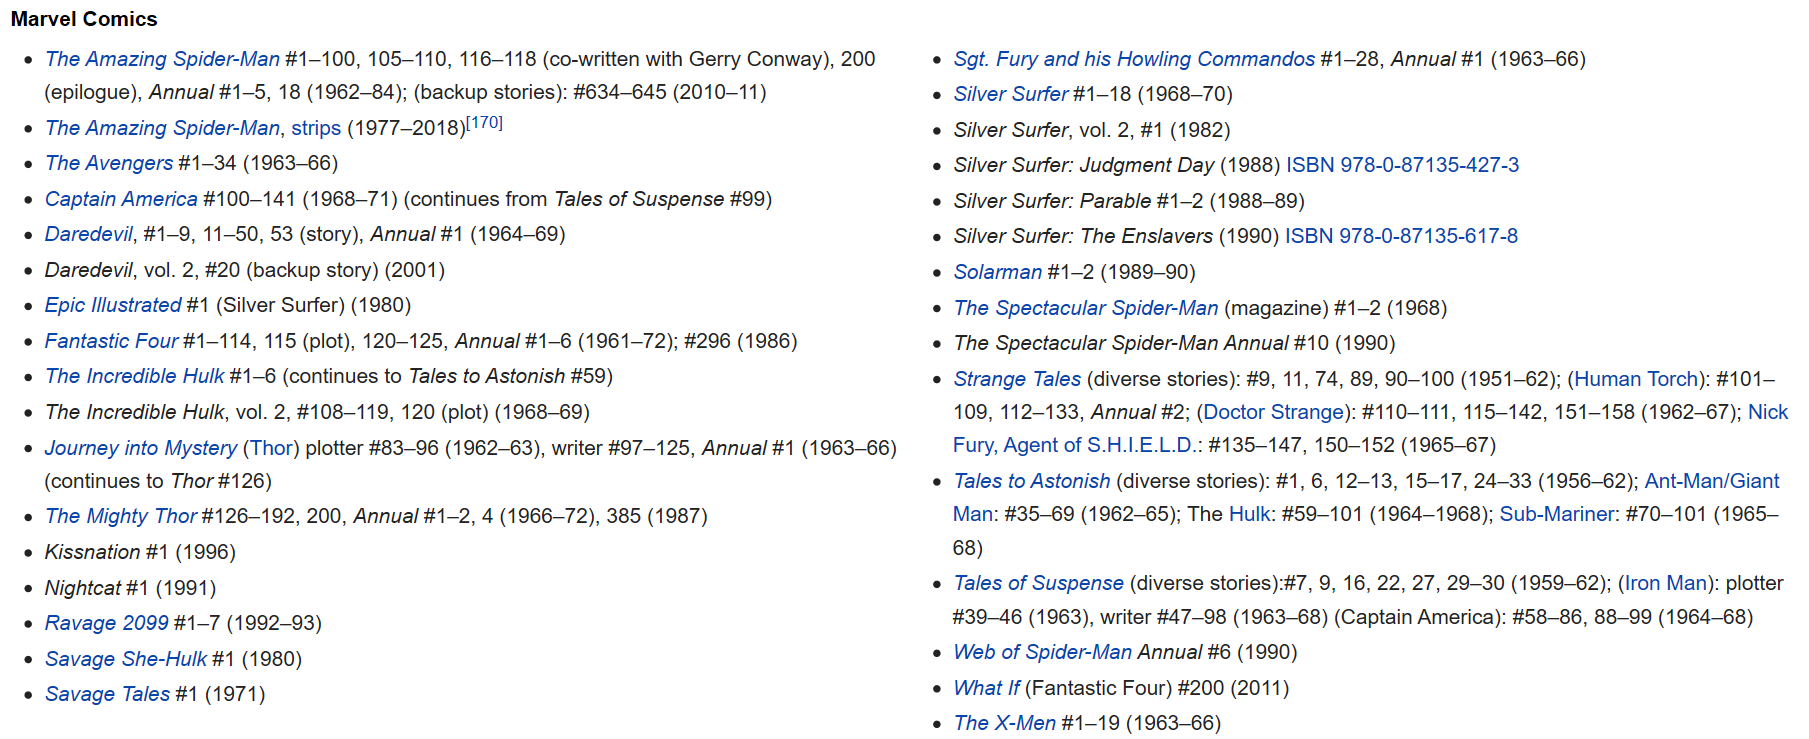 Marvel Comics
• The Amazing Spider-Man #1–100, 105–110, 116–118 (co-written with Gerry Conway), 200
(epilogue), Annual #1–5, 18 (1962–84); (backup stories): #634–645 (2010–11)
• The Amazing Spider-Man, strips (1977–2018)[170]
• The Avengers #1–34 (1963–66)
• Captain America #100–141 (1968–71) (continues from Tales of Suspense #99)
• Daredevil, #1–9, 11–50, 53 (story), Annual #1 (1964–69)
• Daredevil, vol. 2, #20 (backup story) (2001)
• Epic Illustrated #1 (Silver Surfer) (1980)
• Fantastic Four #1–114, 115 (plot), 120–125, Annual #1–6 (1961–72); #296 (1986)
• The Incredible Hulk #1–6 (continues to Tales to Astonish #59)
• The Incredible Hulk, vol. 2, #108–119, 120 (plot) (1968–69)
• Journey into Mystery (Thor) plotter #83–96 (1962–63), writer #97–125, Annual #1 (1963–66)
(continues to Thor #126)
• The Mighty Thor #126–192, 200, Annual #1–2, 4 (1966–72), 385 (1987)
• Kissnation #1 (1996)
• Nightcat #1 (1991)
• Ravage 2099 #1–7 (1992–93)
• Savage She-Hulk #1 (1980)
• Savage Tales #1 (1971)
• Sgt. Fury and his Howling Commandos #1–28, Annual #1 (1963–66)
• Silver Surfer #1–18 (1968–70)
• Silver Surfer, vol. 2, #1 (1982)
• Silver Surfer: Judgment Day (1988) ISBN 978-0-87135-427-3
• Silver Surfer: Parable #1–2 (1988–89)
• Silver Surfer: The Enslavers (1990) ISBN 978-0-87135-617-8
• Solarman #1–2 (1989–90)
• The Spectacular Spider-Man (magazine) #1–2 (1968)
• The Spectacular Spider-Man Annual #10 (1990)
• Strange Tales (diverse stories): #9, 11, 74, 89, 90–100 (1951–62); (Human Torch): #101–
109, 112–133, Annual #2; (Doctor Strange): #110–111, 115–142, 151–158 (1962–67); Nick
Fury, Agent of S.H.I.E.L.D.: #135–147, 150–152 (1965–67)
• Tales to Astonish (diverse stories): #1, 6, 12–13, 15–17, 24–33 (1956–62); Ant-Man/Giant
Man: #35–69 (1962–65); The Hulk: #59–101 (1964–1968); Sub-Mariner: #70–101 (1965–
68)
• Tales of Suspense (diverse stories):#7, 9, 16, 22, 27, 29–30 (1959–62); (Iron Man): plotter
#39–46 (1963), writer #47–98 (1963–68) (Captain America): #58–86, 88–99 (1964–68)
• Web of Spider-Man Annual #6 (1990)
• What If (Fantastic Four) #200 (2011)
• The X-Men #1–19 (1963–66)